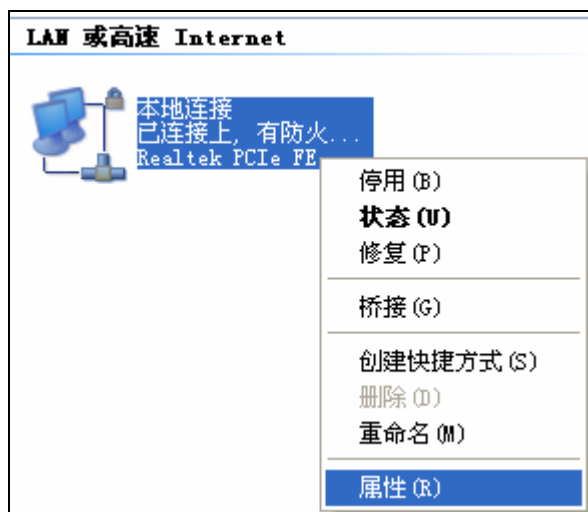 LAN 或高速 Internet
本地连接
已连接上, 有防火...
Realtek PCIe FE
停用(B)
状态(U)
修复(P)
桥接(G)
创建快捷方式(S)
删除(D)
重命名(M)
属性(R)